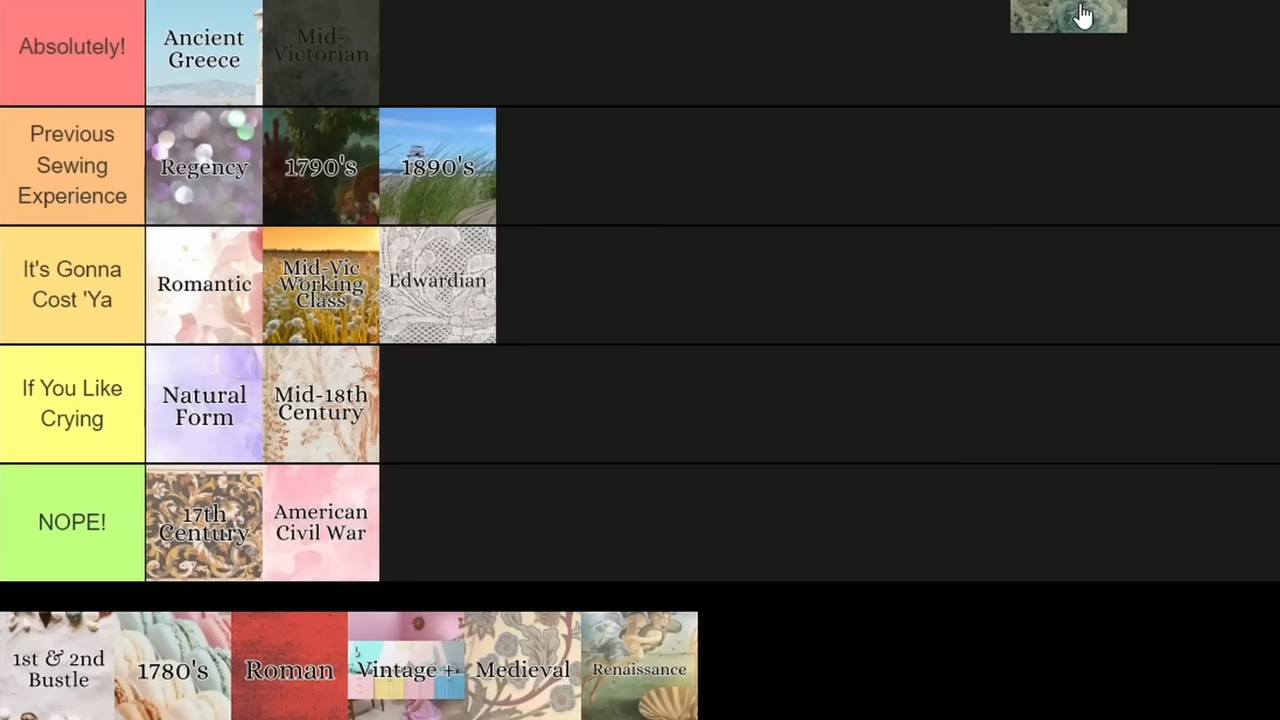 Absolutely!
Ancient
Greece
Mid-
Victorian
Previous
Sewing
Experience
Regency
1790's
1890's
It's Gonna
Cost 'Ya
Romantic
Mid-Vic
Working
Class
Edwardian
If You Like
Crying
Natural
Form
Mid-18th
Century
NOPE!
17th
Century
American
Civil War
1st & 2nd
Bustle
1780's
Roman
Vintage +
Medieval
Renaissance